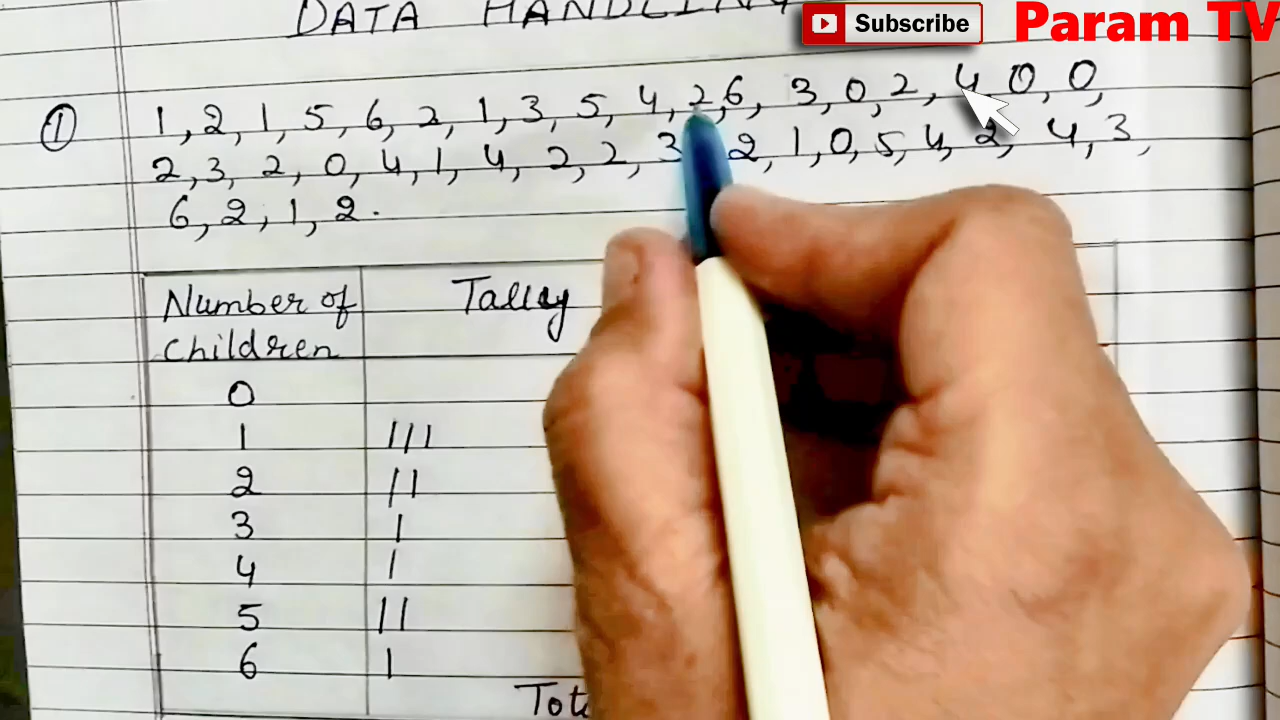 DATA HANDLING
Subscribe
Param TV
① 1, 2, 1, 5, 6, 2, 1, 3, 5, 4, 2, 6, 3, 0, 2, 4, 0, 0,
2, 3, 2, 0, 4, 1, 4, 2, 2, 3 2, 1, 0, 5, 4, 2, 4, 3,
6, 2, 1, 2.
Number of Tally
children
0
1 |||
2 ||
3 |
4 |
5 ||
6 |